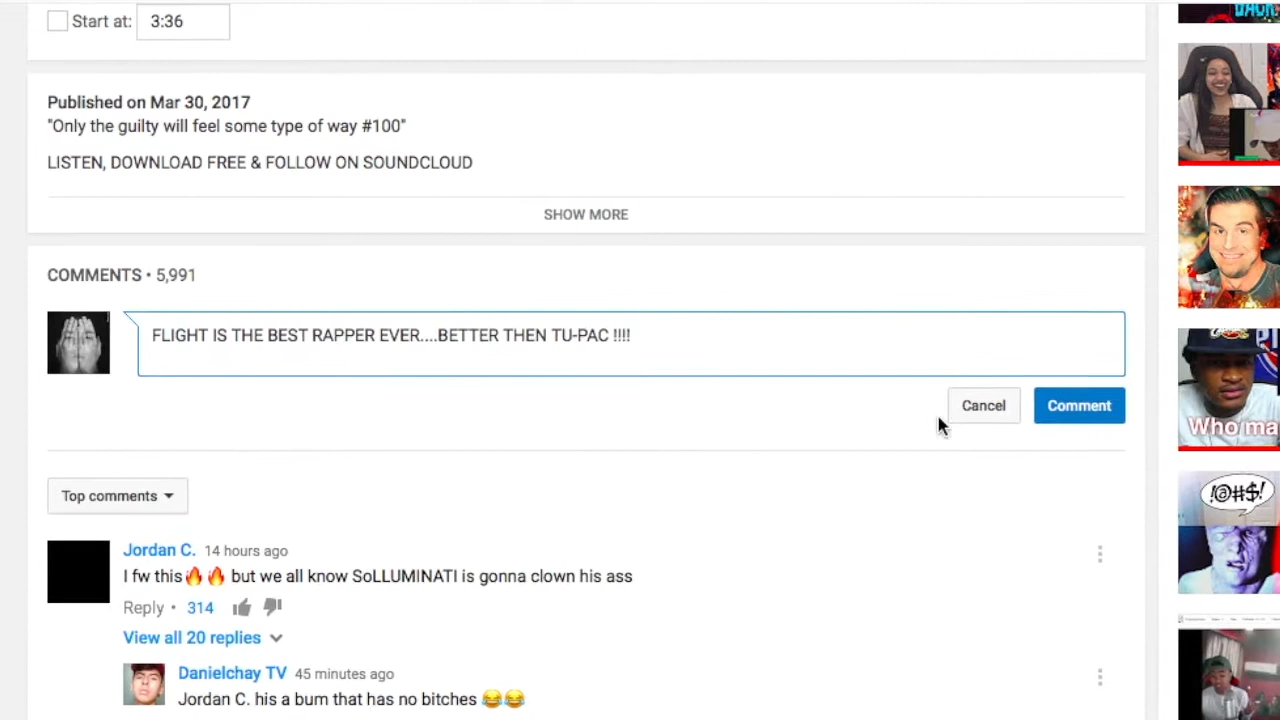 Start at: 3:36
Published on Mar 30, 2017
"Only the guilty will feel some type of way #100"
LISTEN, DOWNLOAD FREE & FOLLOW ON SOUNDCLOUD
SHOW MORE
COMMENTS • 5,991
FLIGHT IS THE BEST RAPPER EVER....BETTER THEN TU-PAC !!!!
Cancel
Comment
Who ma
!@#$!
Top comments
Jordan C. 14 hours ago
I fw this🔥🔥 but we all know SoLLUMINATI is gonna clown his ass
Reply • 314
View all 20 replies
Danielchay TV 45 minutes ago
Jordan C. his a bum that has no bitches 😂😂